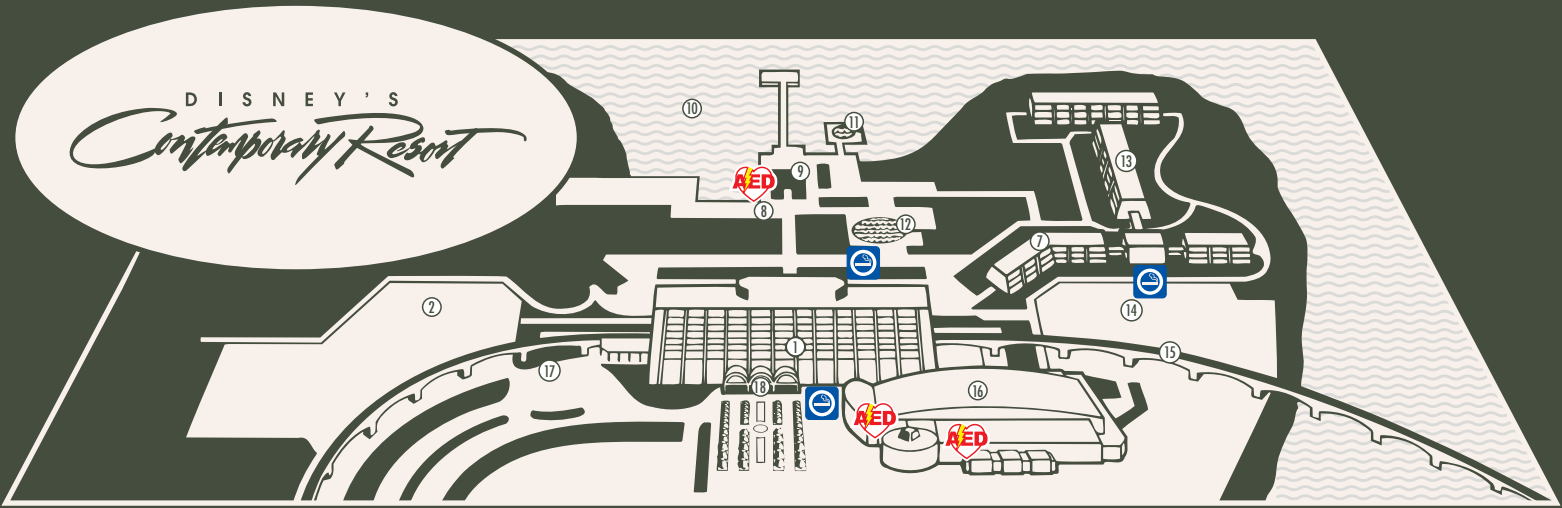 DISNEY'S
Contemporary Resort
10
11
13
9
AED
8
12
7
2
14
1
15
17
18
16
AED
AED